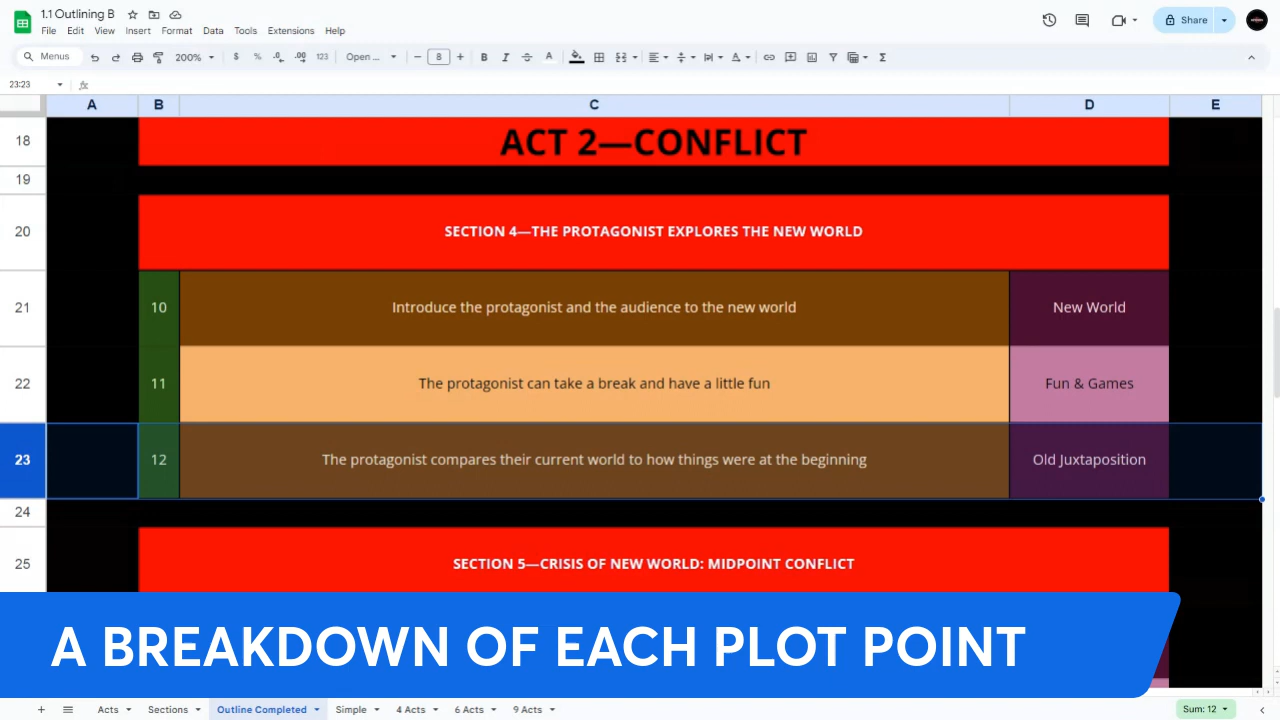 1.1 Outlining B
File Edit View Insert Format Data Tools Extensions Help
Share
Menus
200%
$ % .0 .00 123
Open ...
8
B I A
Σ
23:23
fx
A B C D E
18 ACT 2—CONFLICT
19
20 SECTION 4—THE PROTAGONIST EXPLORES THE NEW WORLD
21 10 Introduce the protagonist and the audience to the new world New World
22 11 The protagonist can take a break and have a little fun Fun & Games
23 12 The protagonist compares their current world to how things were at the beginning Old Juxtaposition
24
25 SECTION 5—CRISIS OF NEW WORLD: MIDPOINT CONFLICT
A BREAKDOWN OF EACH PLOT POINT
Acts Sections Outline Completed Simple 4 Acts 6 Acts 9 Acts
Sum: 12